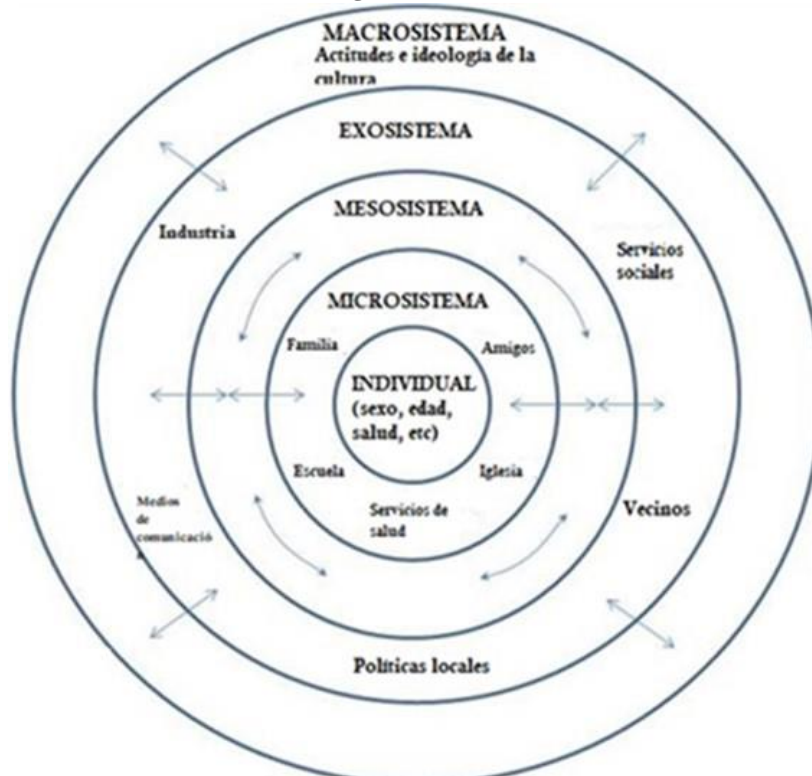 MACROSISTEMA
Actitudes e ideología de la
cultura
EXOSISTEMA
MESOSISTEMA
Industria
Servicios
sociales
MICROSISTEMA
Familia
Amigos
INDIVIDUAL
(sexo, edad,
salud, etc)
Escuela
Iglesia
Servicios de
salud
Medios
de
comunicació
Vecinos
Políticas locales